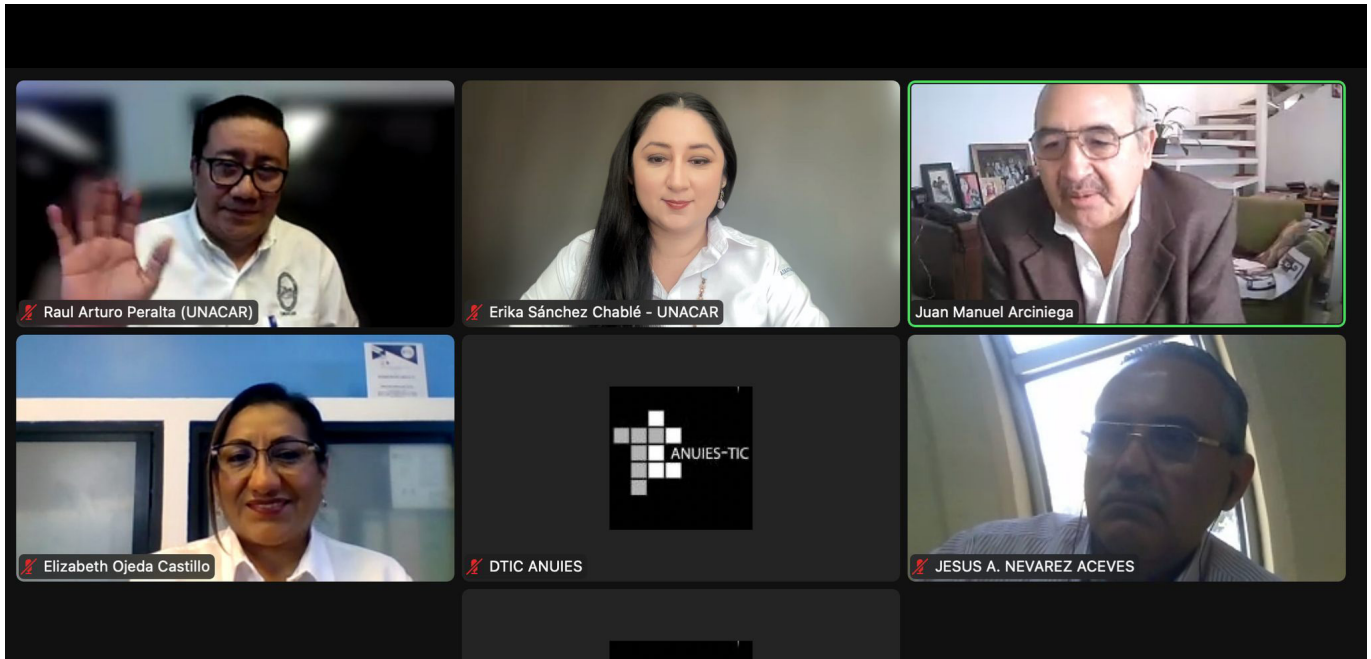 Raul Arturo Peralta (UNACAR)
Erika Sánchez Chablé - UNACAR
Juan Manuel Arciniega
Elizabeth Ojeda Castillo
ANUIES-TIC
DTIC ANUIES
JESUS A. NEVAREZ ACEVES